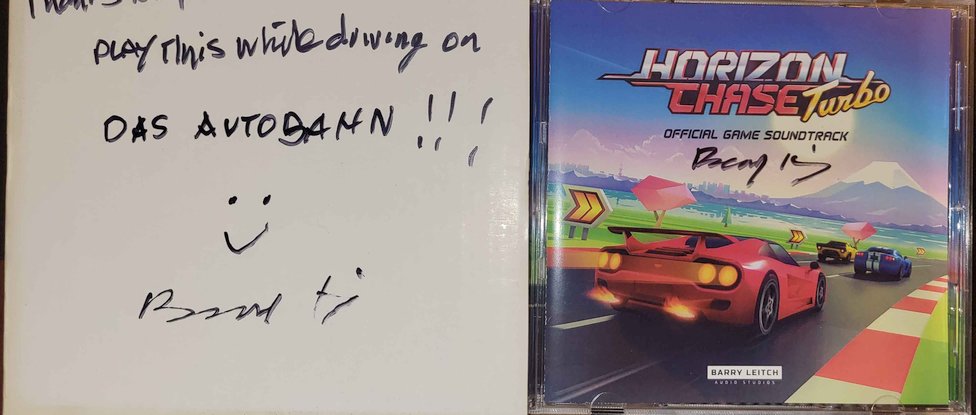 PLAY This while driving on
DAS AUTOBAHN !!!
HORIZON
CHASE Turbo
OFFICIAL GAME SOUNDTRACK
BARRY LEITCH
AUDIO STUDIOS